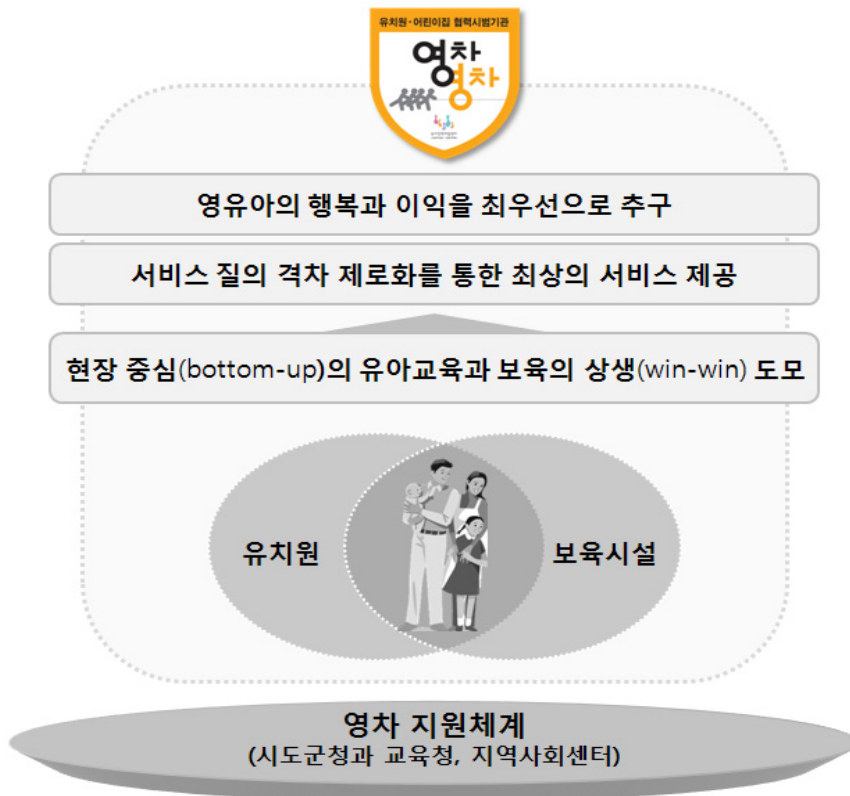 유치원·어린이집 협력시범기관
영차
영차
영유아의 행복과 이익을 최우선으로 추구
서비스 질의 격차 제로화를 통한 최상의 서비스 제공
현장 중심(bottom-up)의 유아교육과 보육의 상생(win-win) 도모
유치원
보육시설
영차 지원체계
(시도군청과 교육청, 지역사회센터)